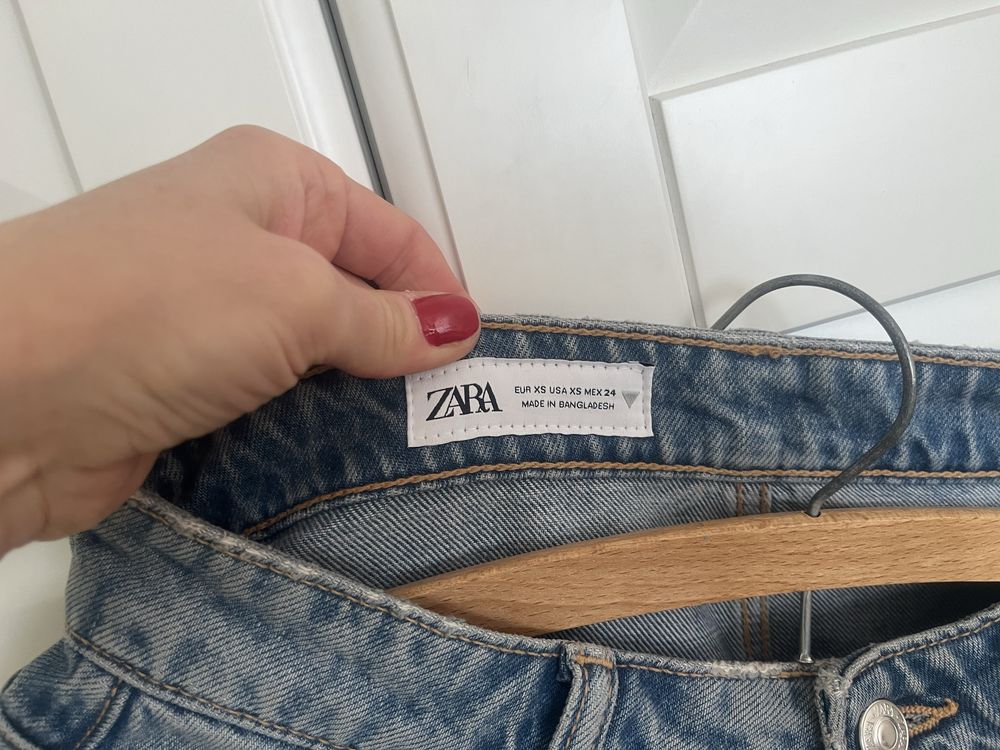 ZARA
EUR XS USA XS MEX 24
MADE IN BANGLADESH